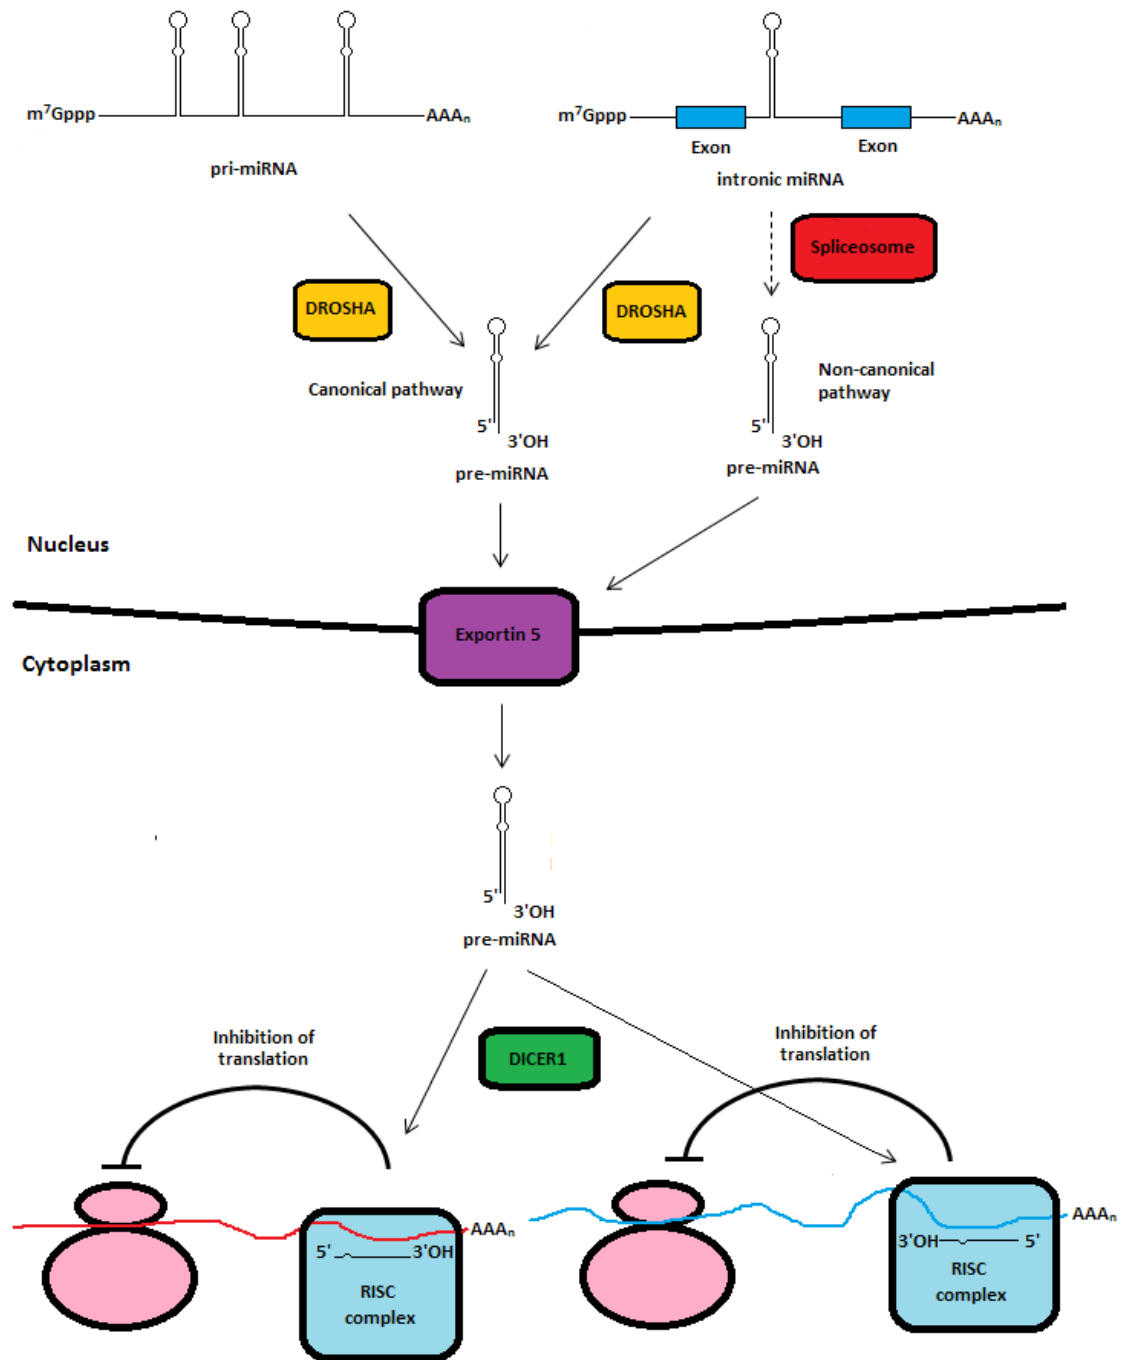 m⁷Gppp
AAAₙ
pri-miRNA
m⁷Gppp
AAAₙ
Exon
Exon
intronic miRNA
Spliceosome
DROSHA
DROSHA
Canonical pathway
5'
3'OH
pre-miRNA
Non-canonical
pathway
5'
3'OH
pre-miRNA
Nucleus
Exportin 5
Cytoplasm
5'
3'OH
pre-miRNA
Inhibition of
translation
DICER1
Inhibition of
translation
AAAₙ
5'
3'OH
RISC
complex
AAAₙ
3'OH
5'
RISC
complex